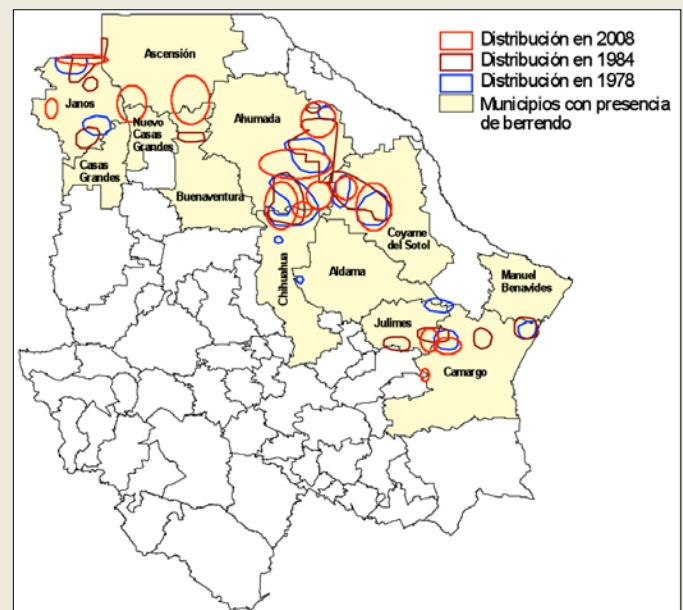 Distribución en 2008
Distribución en 1984
Distribución en 1978
Municipios con presencia
de berrendo
Ascensión
Janos
Nuevo
Casas
Grandes
Ahumada
Casas
Grandes
Buenaventura
Coyame
del Sotol
Chihuahua
Aldama
Manuel
Benavides
Julimes
Camargo